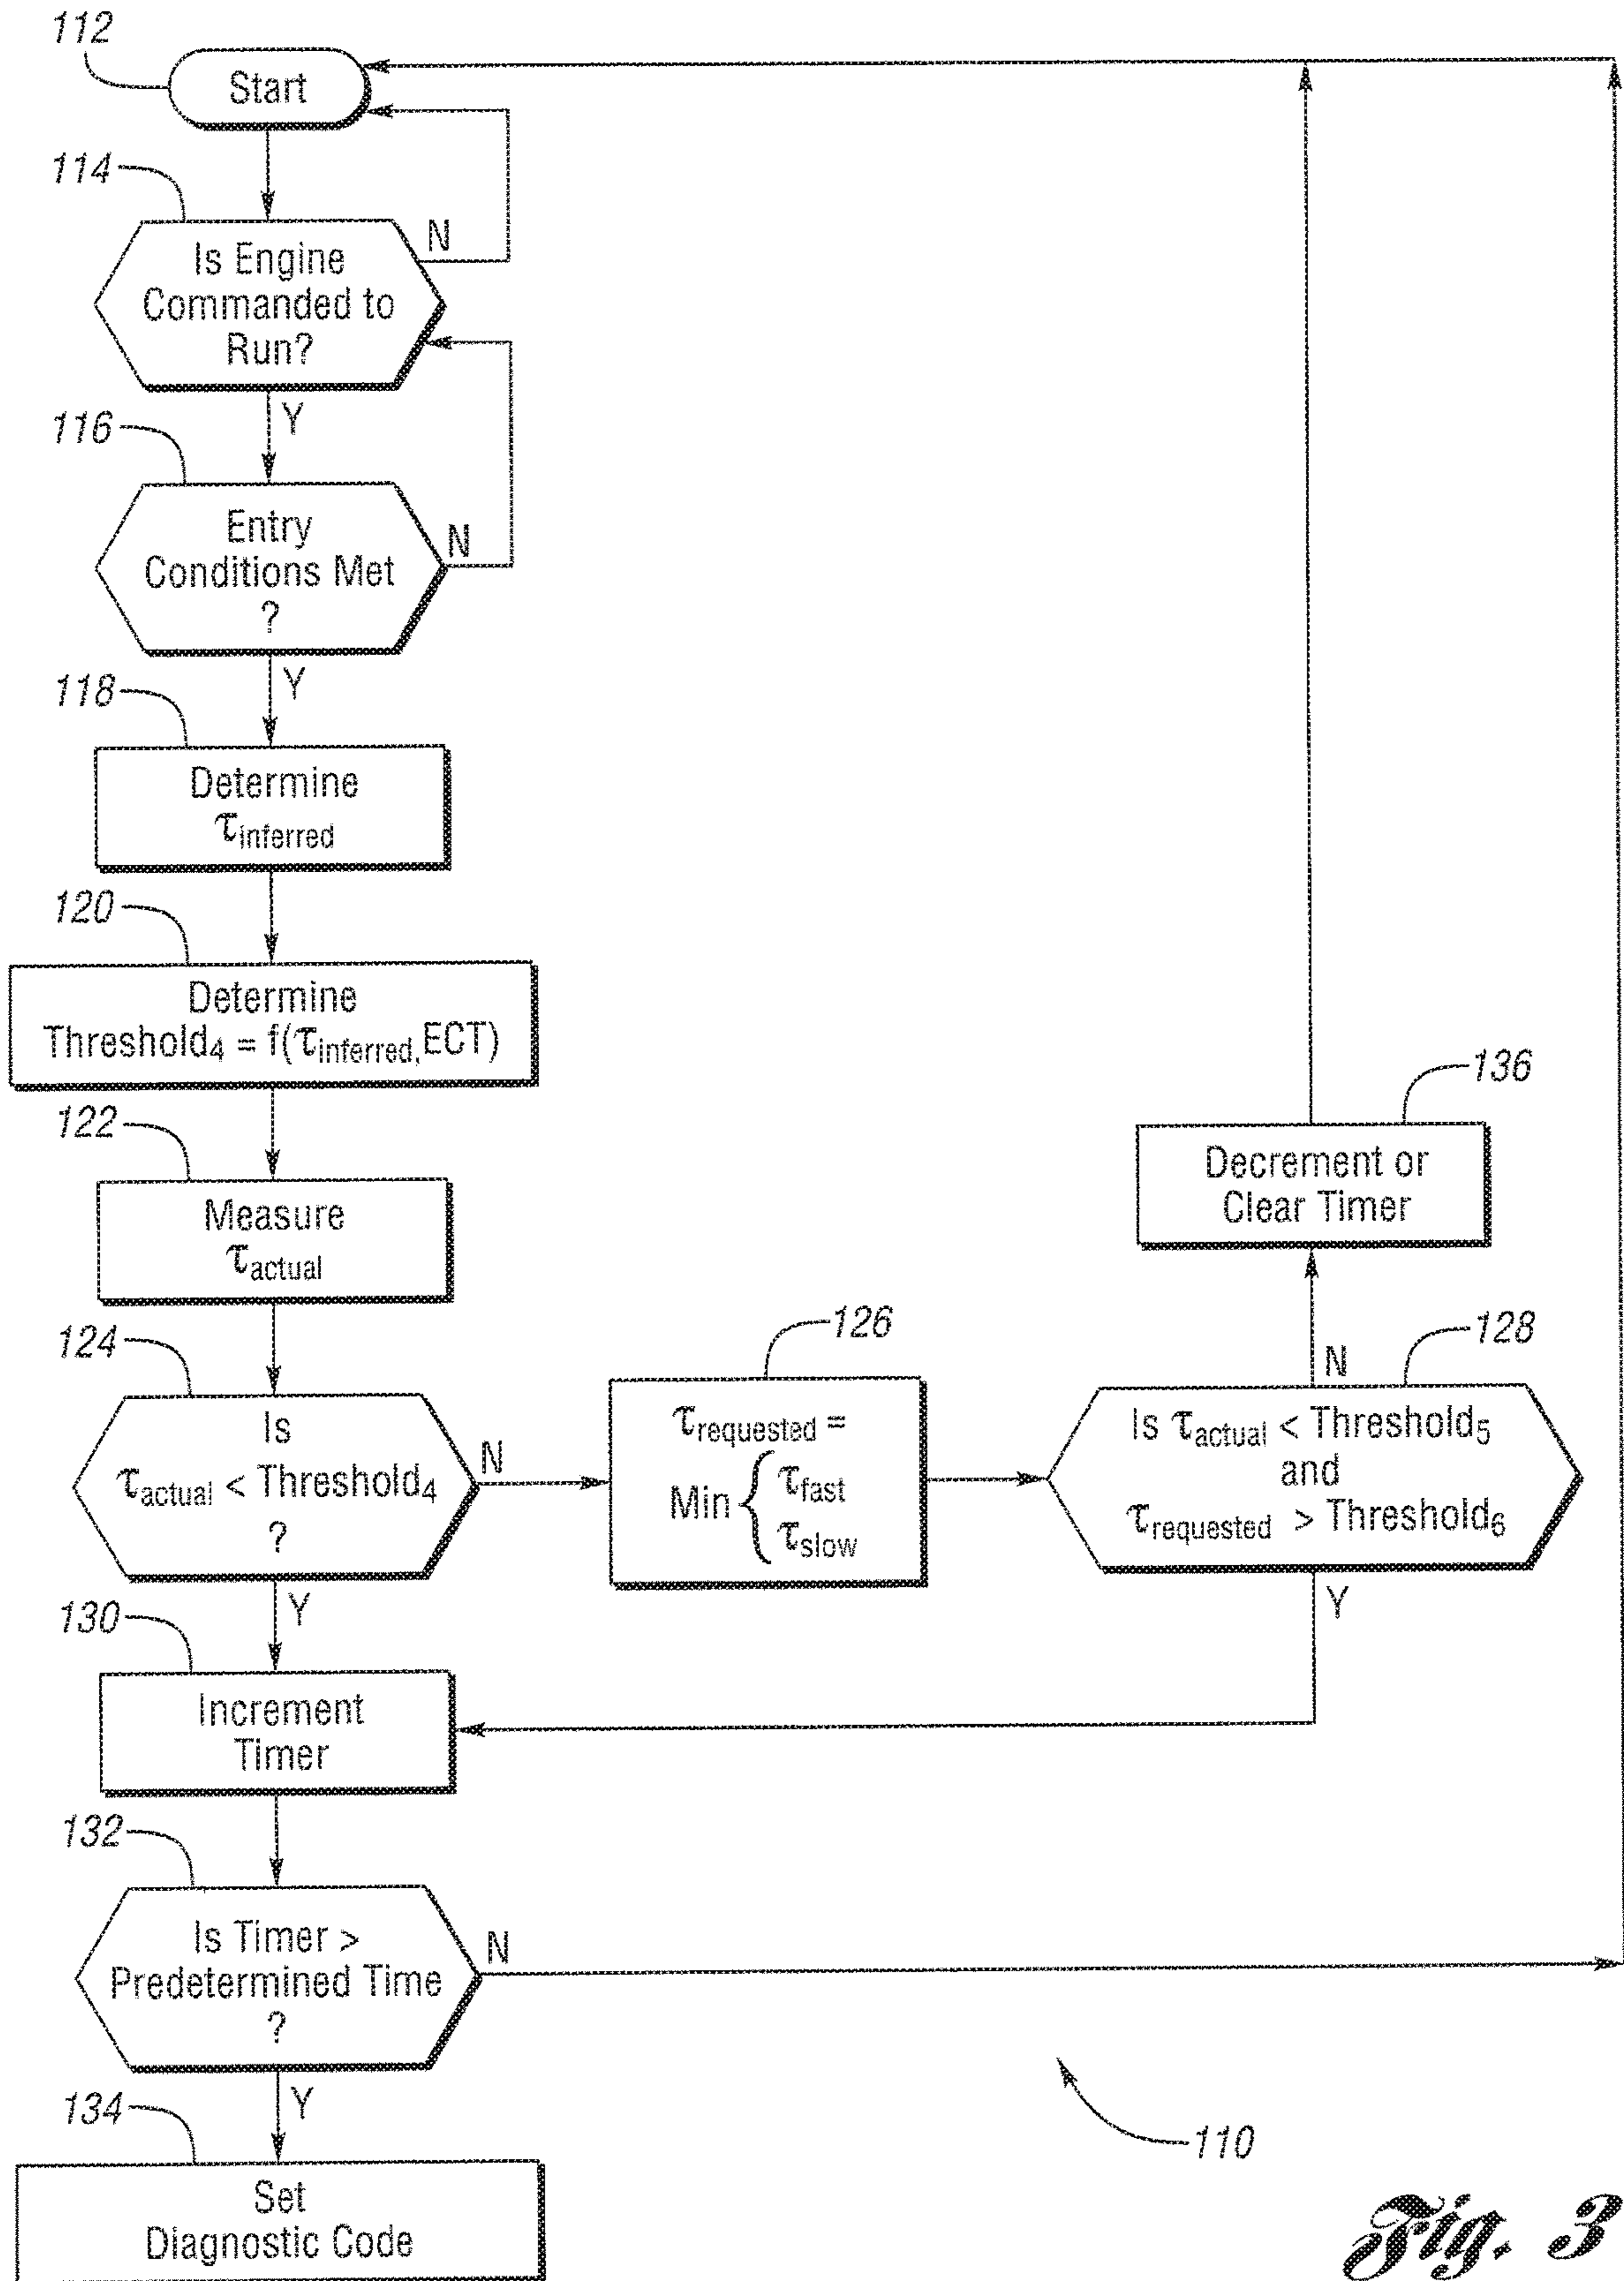 112
Start
114
Is Engine
Commanded to
Run?
N
Y
116
Entry
Conditions Met
?
N
Y
118
Determine
τinferred
120
Determine
Threshold4 = f(τinferred,ECT)
122
Measure
τactual
124
Is
τactual < Threshold4
?
N
Y
126
τrequested =
Min { τfast
τslow
128
Is τactual < Threshold5
and
τrequested > Threshold6
N
Y
136
Decrement or
Clear Timer
130
Increment
Timer
132
Is Timer >
Predetermined Time
?
N
Y
134
Set
Diagnostic Code
110
Fig. 3